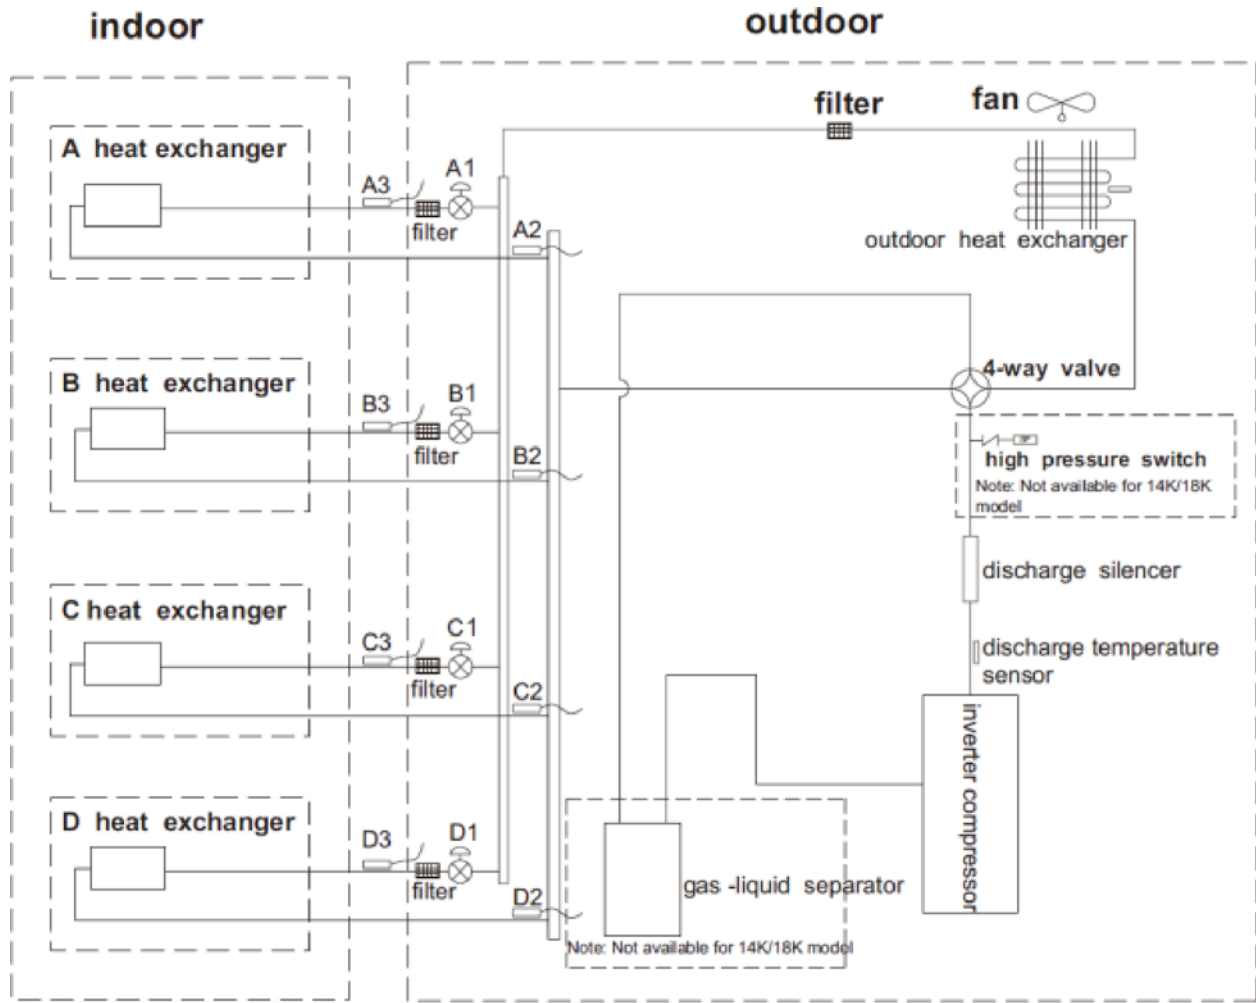 indoor
outdoor
filter
fan
A heat exchanger
A3
A1
filter
A2
outdoor heat exchanger
4-way valve
B heat exchanger
B3
B1
filter
B2
high pressure switch
Note: Not available for 14K/18K
model
discharge silencer
C heat exchanger
C3
C1
filter
C2
discharge temperature
sensor
inverter compressor
D heat exchanger
D3
D1
filter
D2
gas-liquid separator
Note: Not available for 14K/18K model